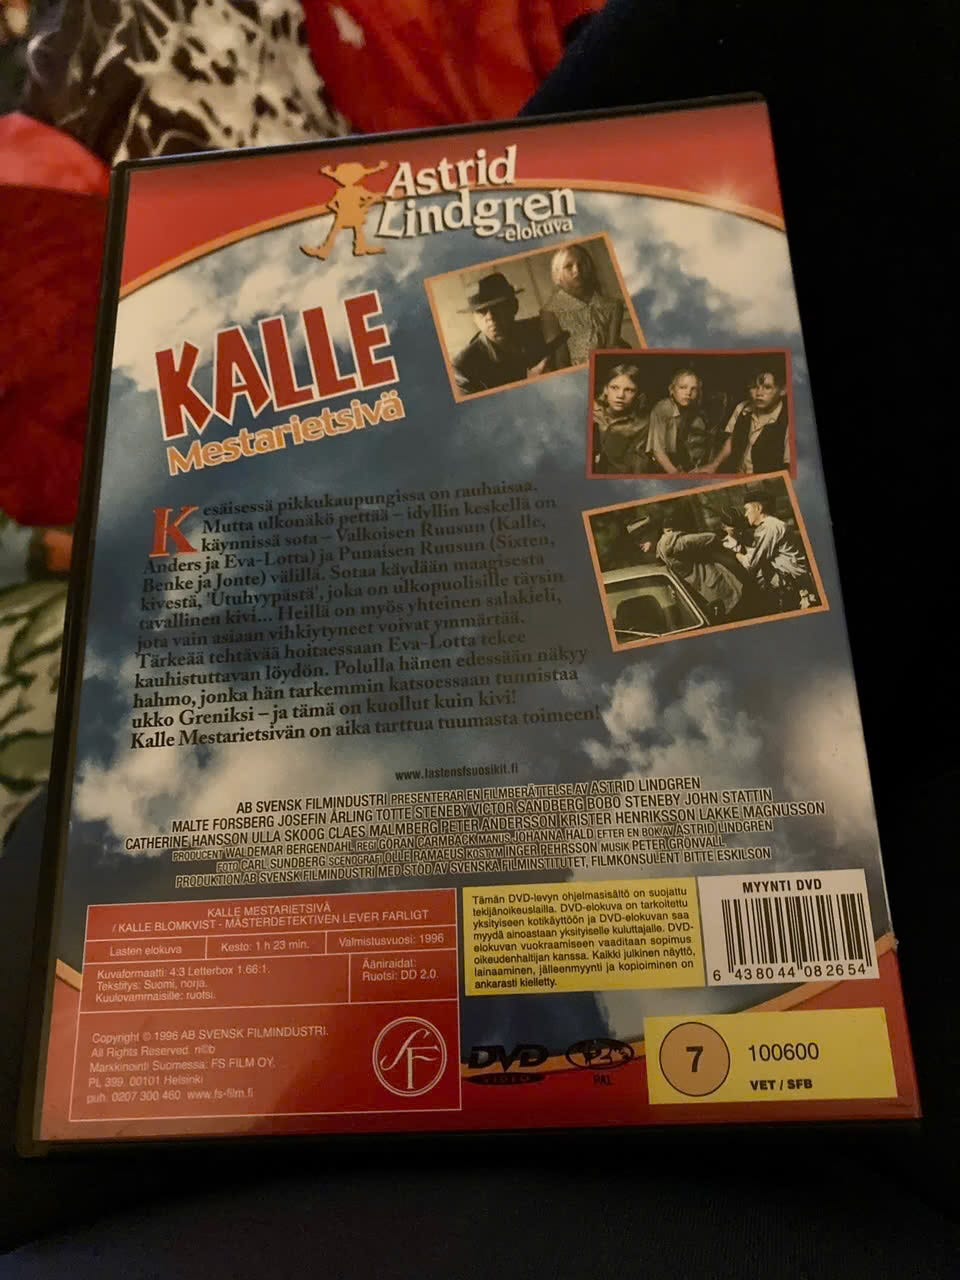 Astrid
Lindgren
-elokuva
KALLE
Mestarietsivä
Kesäisessä pikkukaupungissa on rauhaisaa.
Mutta ulkonäkö pettää – idyllin keskellä on
käynnissä sota – Valkoisen Ruusun (Kalle,
Anders ja Eva-Lotta) ja Punaisen Ruusun (Sixten,
Benke ja Jonte) välillä. Sotaa käydään maagisesta
kivestä, 'Utuhyypästä', joka on ulkopuolisille täysin
tavallinen kivi... Heillä on myös yhteinen salakieli,
jota vain asiaan vihkiytyneet voivat ymmärtää.
Tärkeää tehtävää hoitaessaan Eva-Lotta tekee
kauhistuttavan löydön. Polulla hänen edessään näkyy
hahmo, jonka hän tarkemmin katsoessaan tunnistaa
ukko Greniksi – ja tämä on kuollut kuin kivi!
Kalle Mestarietsivän on aika tarttua tuumasta toimeen!
www.lastensfsuosikit.fi
AB SVENSK FILMINDUSTRI PRESENTERAR EN FILMBERÄTTELSE AV ASTRID LINDGREN
MALTE FORSBERG JOSEFIN ÅRLING TOTTE STENEBY VICTOR SANDBERG BOBO STENEBY JOHN STATTIN
CATHERINE HANSSON ULLA SKOOG CLAES MALMBERG PETER ANDERSSON KRISTER HENRIKSSON LAKKE MAGNUSSON
PRODUCENT WALDEMAR BERGENDAHL REGI GÖRAN CARMBACK MANUS JOHANNA HALD EFTER EN BOK AV ASTRID LINDGREN
FOTO CARL SUNDBERG SCENOGRAFI OLLE RAMAEUS KOSTYM INGER PEHRSSON MUSIK PETER GRÖNVALL
PRODUKTION AB SVENSK FILMINDUSTRI MED STÖD AV SVENSKA FILMINSTITUTET, FILMKONSULENT BITTE ESKILSON
KALLE MESTARIETSIVÄ
/ KALLE BLOMKVIST - MÄSTERDETEKTIVEN LEVER FARLIGT
Lasten elokuva
Kesto: 1 h 23 min.
Valmistusvuosi: 1996
Kuvaformaatti: 4:3 Letterbox 1.66:1.
Tekstitys: Suomi, norja.
Kuulovammaisille: ruotsi.
Ääniraidat:
Ruotsi: DD 2.0.
Copyright © 1996 AB SVENSK FILMINDUSTRI.
All Rights Reserved. n©b
Markkinointi Suomessa: FS FILM OY.
PL 399, 00101 Helsinki
puh. 0207 300 460 www.fs-film.fi
SF
Tämän DVD-levyn ohjelmasisältö on suojattu
tekijänoikeuslailla. DVD-elokuva on tarkoitettu
yksityiseen kotikäyttöön ja DVD-elokuvan saa
myydä ainoastaan yksityiselle kuluttajalle. DVD-
elokuvan vuokraamiseen vaaditaan sopimus
oikeudenhaltijan kanssa. Kaikki julkinen näyttö,
lainaaminen, jälleenmyynti ja kopioiminen on
ankarasti kielletty.
MYYNTI DVD
6 438044 082654
DVD
VIDEO
2
PAL
7
100600
VET / SFB